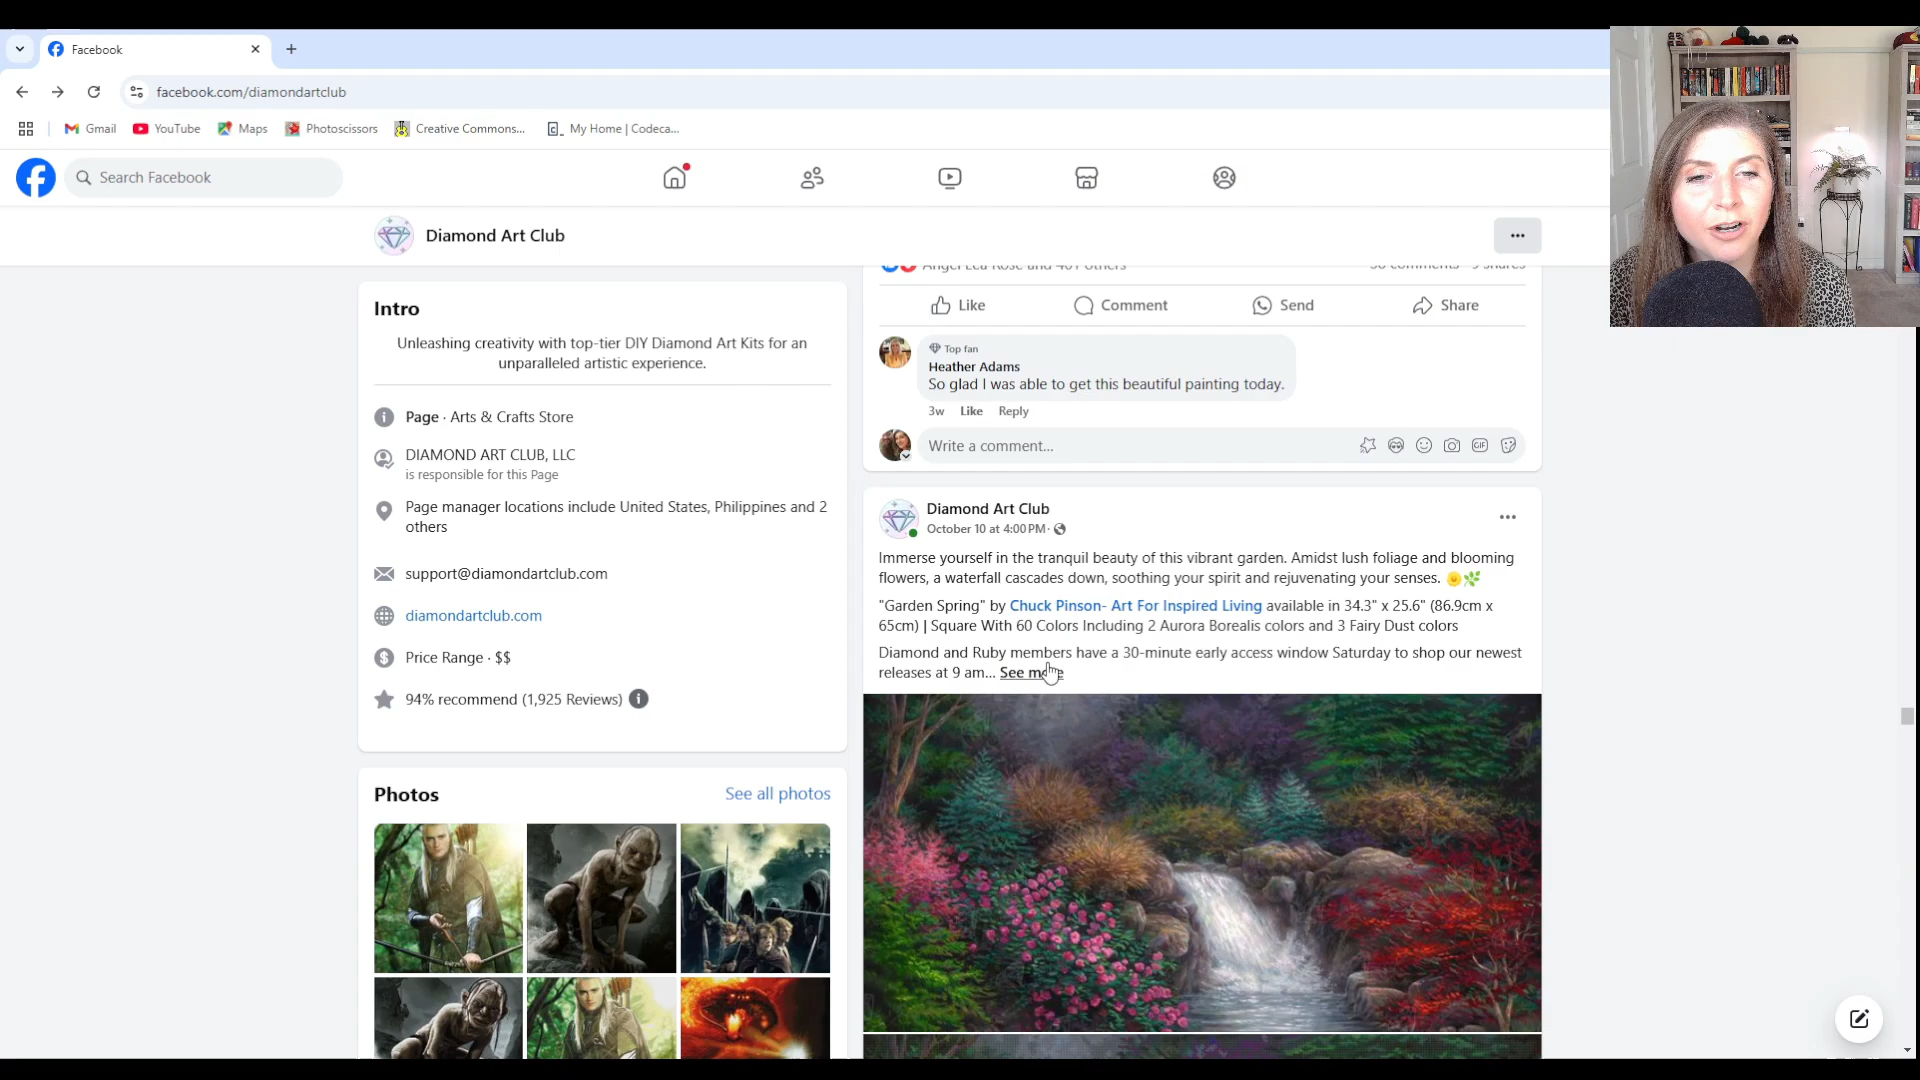 Facebook
facebook.com/diamondartclub
Gmail
YouTube
Maps
Photoscissors
Creative Commons...
My Home | Codeca...
Search Facebook
Diamond Art Club
Intro
Unleashing creativity with top-tier DIY Diamond Art Kits for an
unparalleled artistic experience.
Page · Arts & Crafts Store
DIAMOND ART CLUB, LLC
is responsible for this Page
Page manager locations include United States, Philippines and 2
others
support@diamondartclub.com
diamondartclub.com
Price Range · $$
94% recommend (1,925 Reviews)
Photos
See all photos
Like
Comment
Send
Share
Top fan
Heather Adams
So glad I was able to get this beautiful painting today.
3w Like Reply
Write a comment...
GIF
Diamond Art Club
October 10 at 4:00 PM ·
Immerse yourself in the tranquil beauty of this vibrant garden. Amidst lush foliage and blooming
flowers, a waterfall cascades down, soothing your spirit and rejuvenating your senses. 🌼🌿
"Garden Spring" by Chuck Pinson- Art For Inspired Living available in 34.3" x 25.6" (86.9cm x
65cm) | Square With 60 Colors Including 2 Aurora Borealis colors and 3 Fairy Dust colors
Diamond and Ruby members have a 30-minute early access window Saturday to shop our newest
releases at 9 am... See more